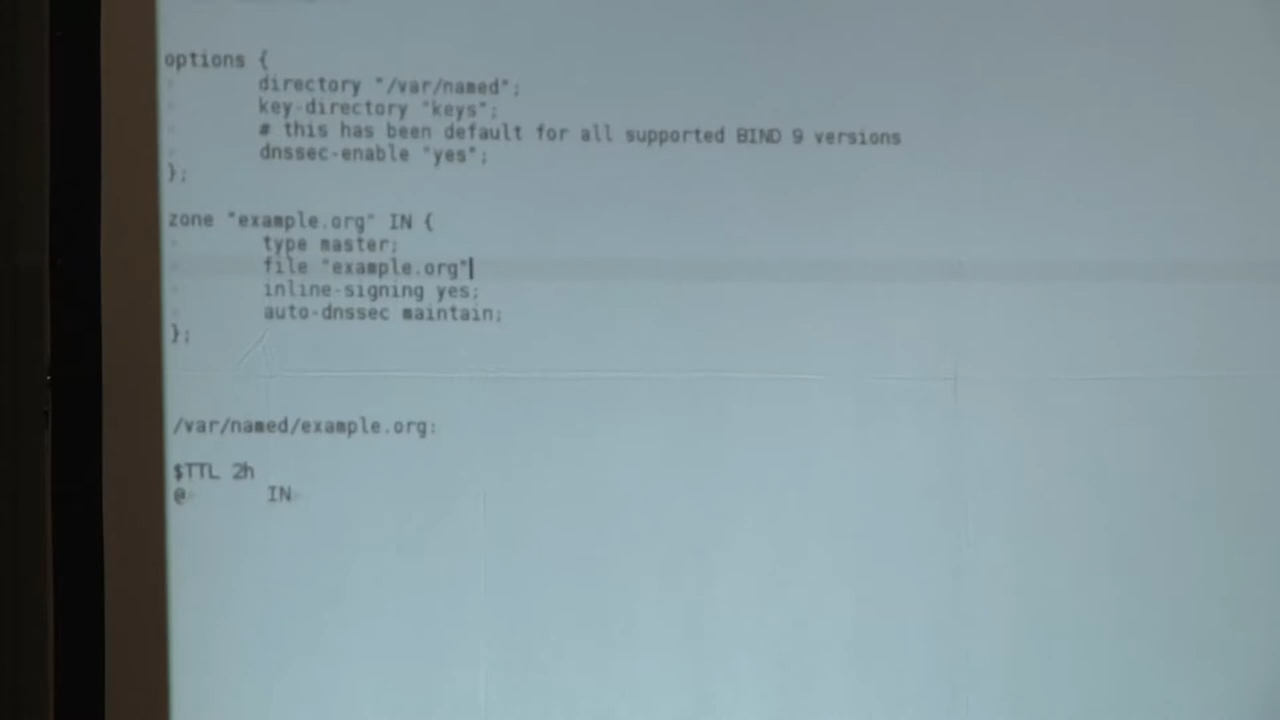 options {
directory "/var/named";
key-directory "keys";
# this has been default for all supported BIND 9 versions
dnssec-enable "yes";
};
zone "example.org" IN {
type master;
file "example.org"
inline-signing yes;
auto-dnssec maintain;
};
/var/named/example.org:
$TTL 2h
@ IN